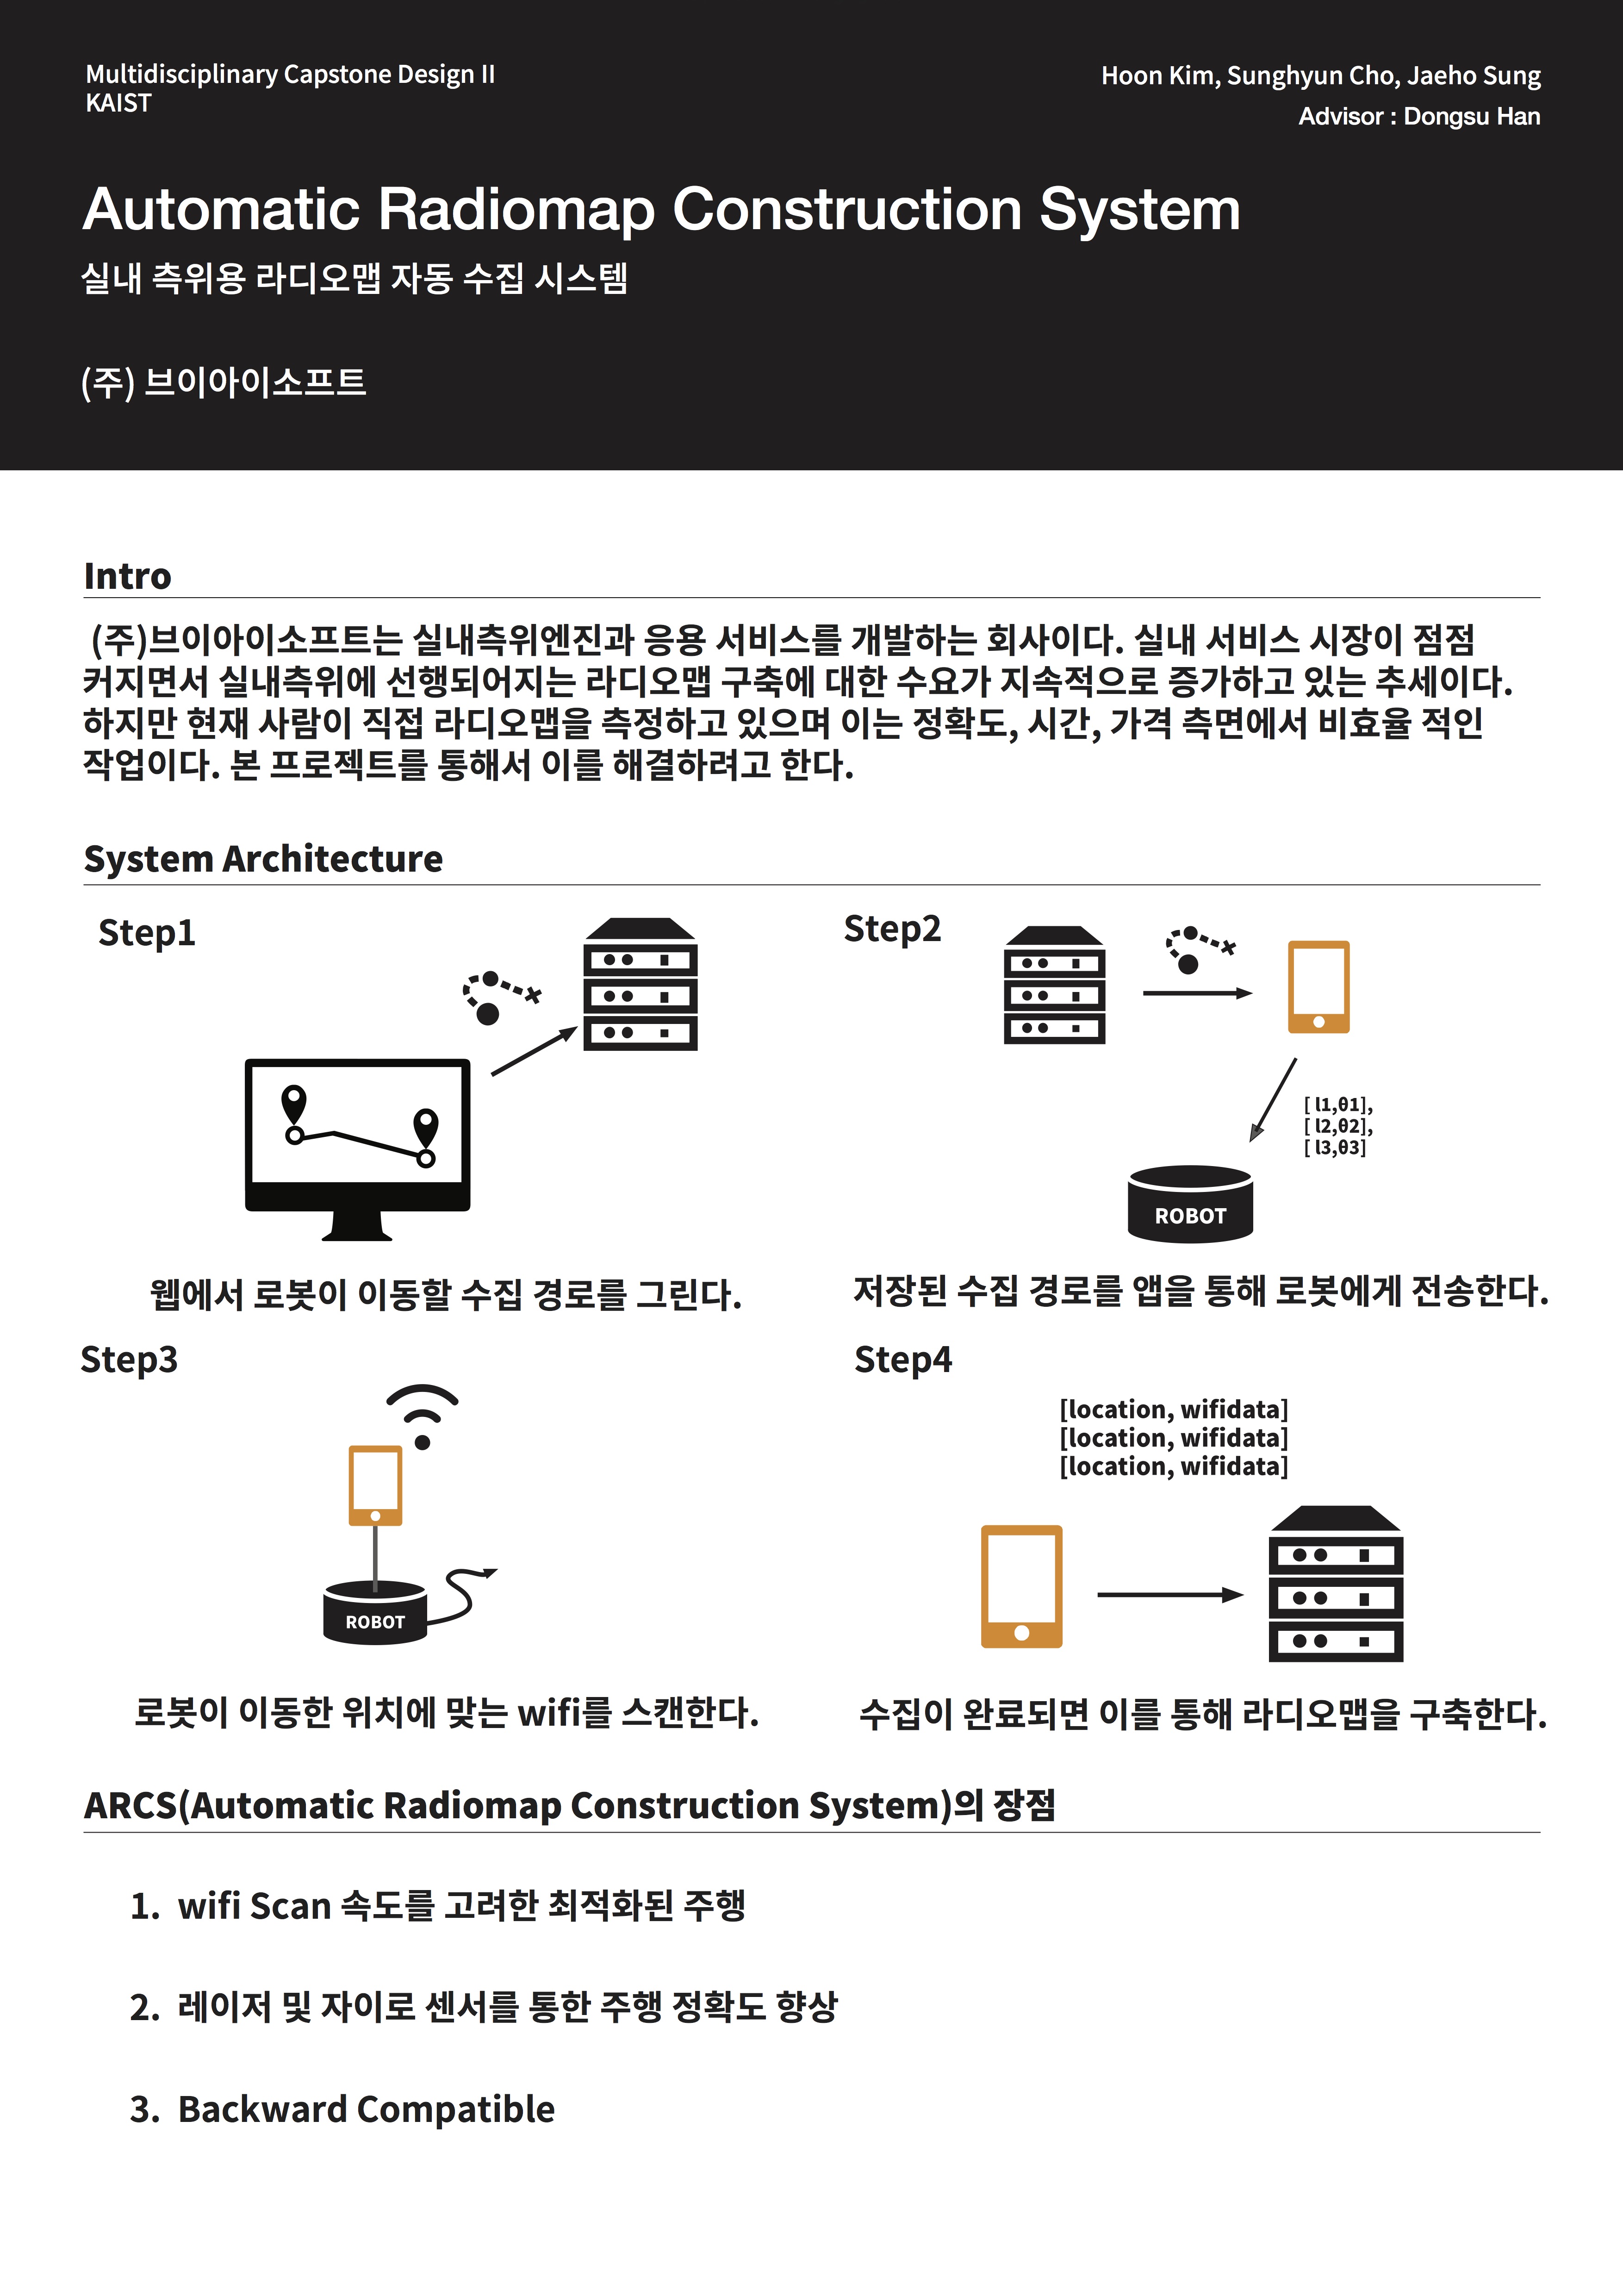 Multidisciplinary Capstone Design II
KAIST
Hoon Kim, Sunghyun Cho, Jaeho Sung
Advisor : Dongsu Han
Automatic Radiomap Construction System
실내 측위용 라디오맵 자동 수집 시스템
(주) 브이아이소프트
Intro
(주)브이아이소프트는 실내측위엔진과 응용 서비스를 개발하는 회사이다. 실내 서비스 시장이 점점
커지면서 실내측위에 선행되어지는 라디오맵 구축에 대한 수요가 지속적으로 증가하고 있는 추세이다.
하지만 현재 사람이 직접 라디오맵을 측정하고 있으며 이는 정확도, 시간, 가격 측면에서 비효율 적인
작업이다. 본 프로젝트를 통해서 이를 해결하려고 한다.
System Architecture
Step1
웹에서 로봇이 이동할 수집 경로를 그린다.
Step2
[ l1,θ1],
[ l2,θ2],
[ l3,θ3]
ROBOT
저장된 수집 경로를 앱을 통해 로봇에게 전송한다.
Step3
ROBOT
로봇이 이동한 위치에 맞는 wifi를 스캔한다.
Step4
[location, wifidata]
[location, wifidata]
[location, wifidata]
수집이 완료되면 이를 통해 라디오맵을 구축한다.
ARCS(Automatic Radiomap Construction System)의 장점
1. wifi Scan 속도를 고려한 최적화된 주행
2. 레이저 및 자이로 센서를 통한 주행 정확도 향상
3. Backward Compatible